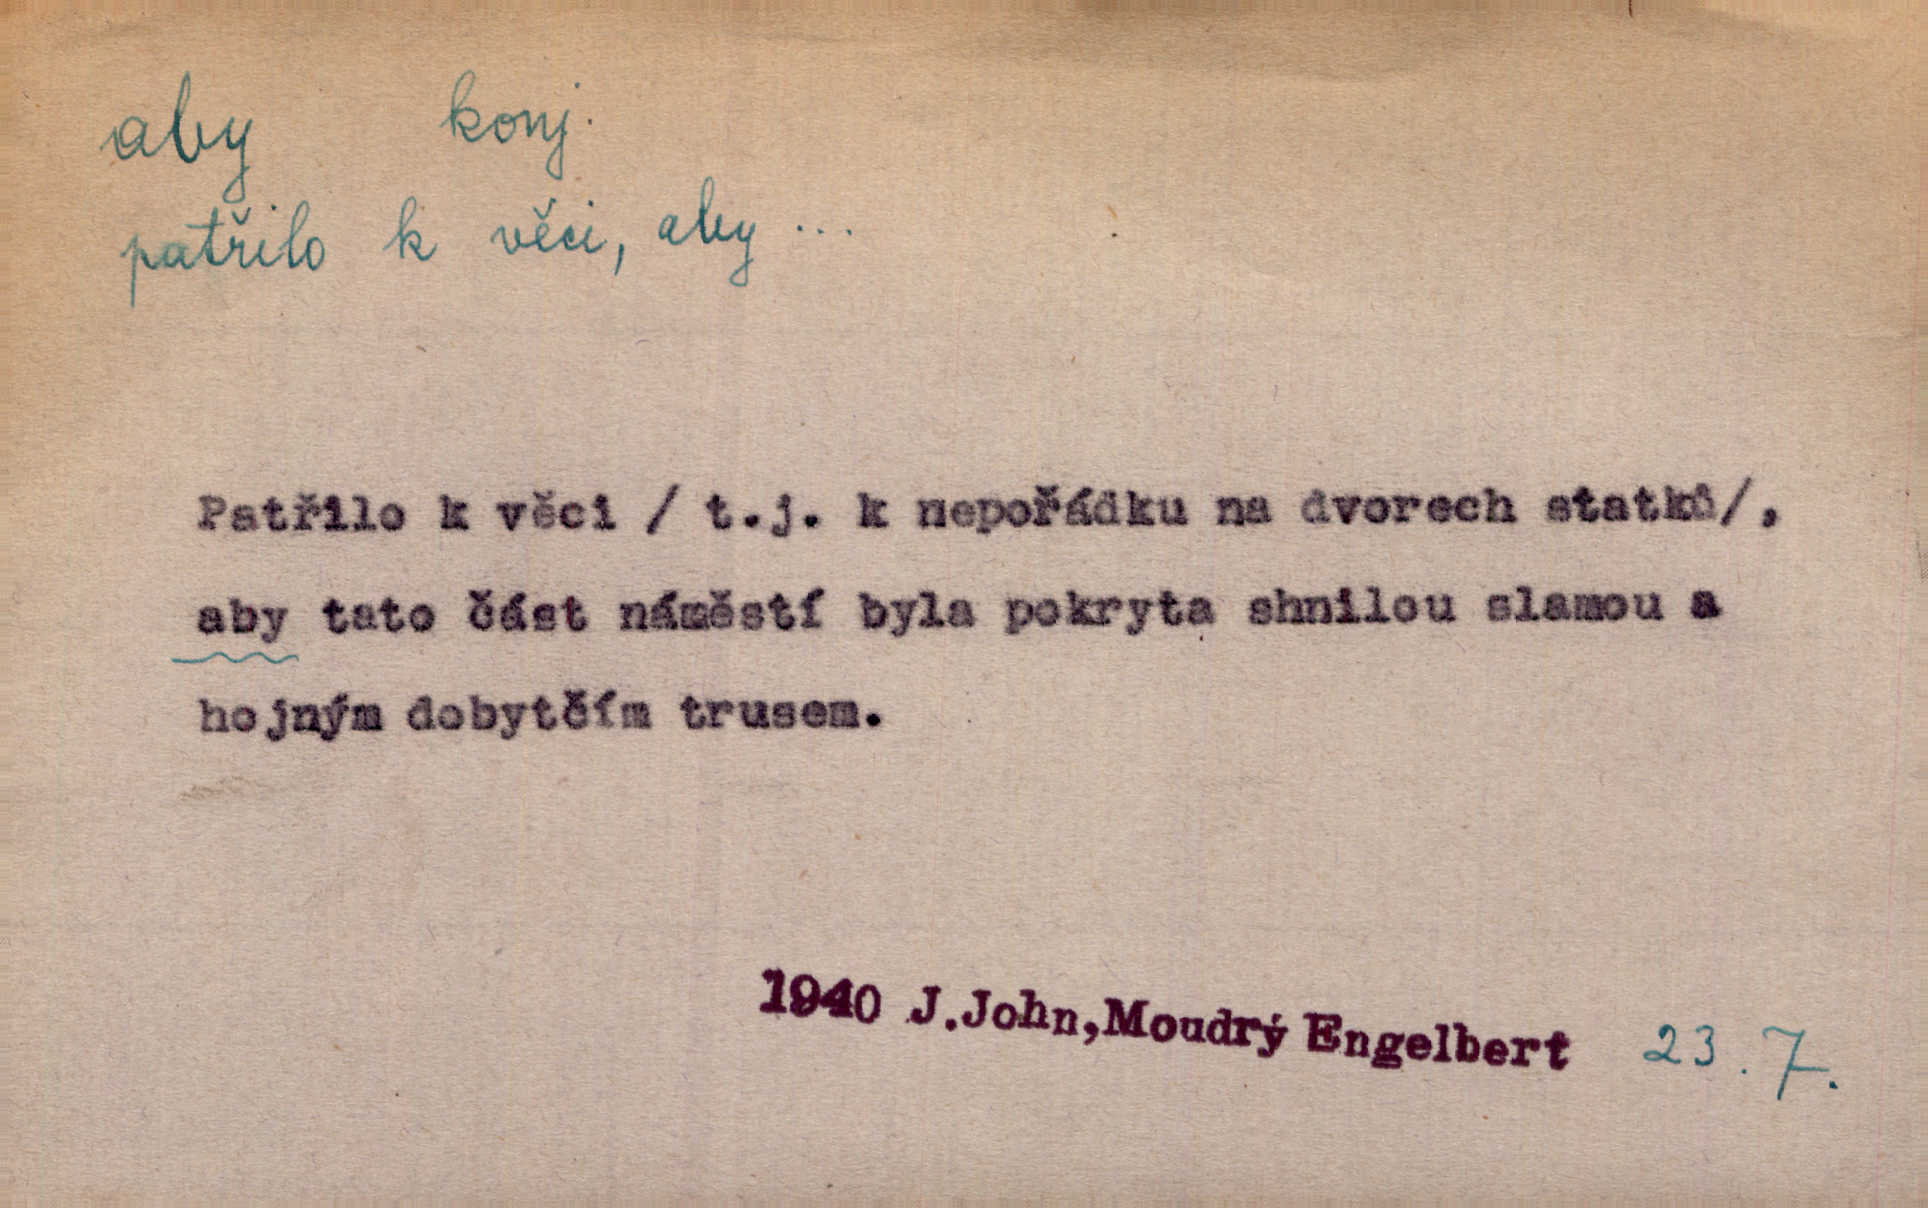 aby konj.
patřilo k věci, aby ...
Patřilo k věci / t.j. k nepořádku na dvorech statků/,
aby tato část náměstí byla pokryta shnilou slamou a
hojným dobytčím trusem.
1940 J.John,Moudrý Engelbert 23.7.